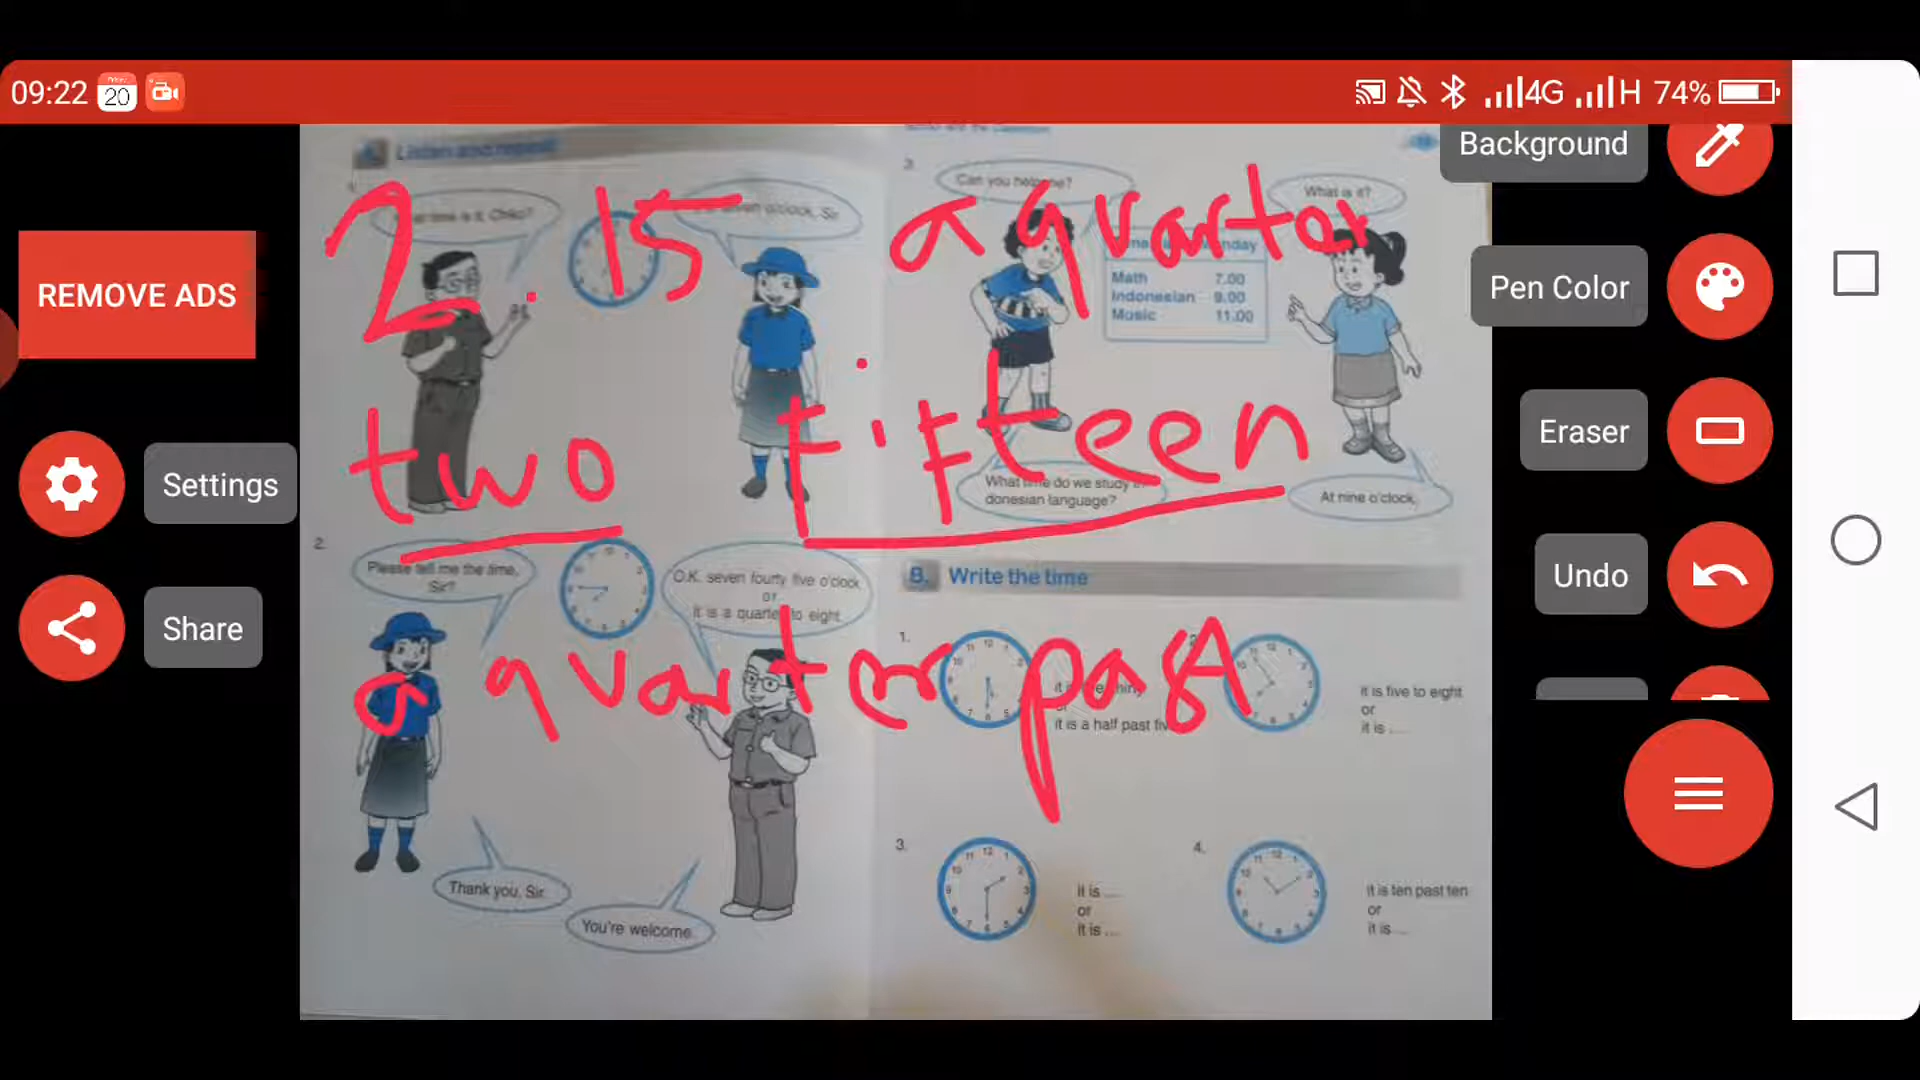 09:22
20
4G
H 74%
REMOVE ADS
Settings
Share
Background
Pen Color
Eraser
Undo
2.15 a quarter
two fifteen
a quarter past
Listen and repeat
time is it, Chiko?
seven o'clock, Sir
2.
Please tell me the time,
Sir?
O.K. seven fourty five o'clock
or
it is a quarter to eight
Thank you, Sir.
You're welcome.
3.
Can you help me?
What is it?
Math 7.00
Indonesian 9.00
Music 11.00
What time do we study
donesian language?
At nine o'clock,
B. Write the time
1.
or
it is a half past
it is five to eight
or
it is ....
3.
it is ....
or
it is ....
4.
it is ten past ten
or
it is ....